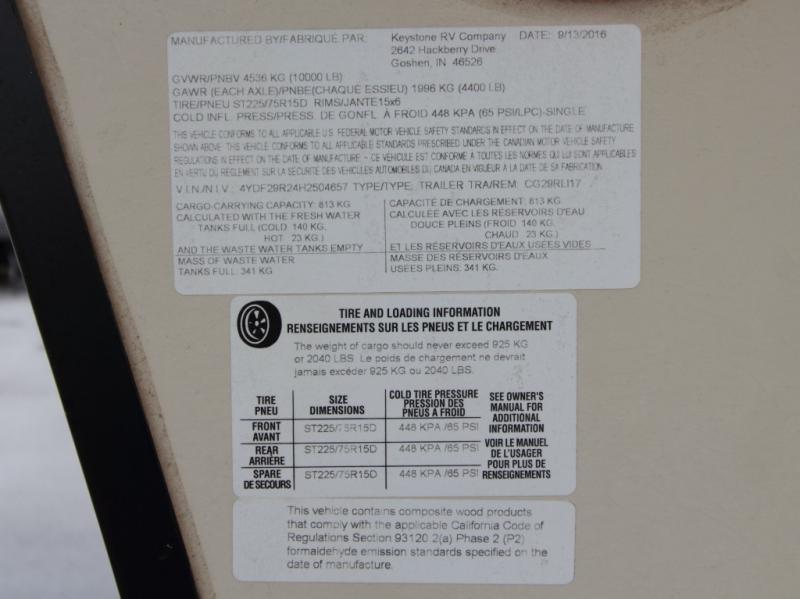 MANUFACTURED BY/FABRIQUÉ PAR: Keystone RV Company DATE: 9/13/2016
2642 Hackberry Drive
Goshen, IN 46526
GVWR/PNBV 4536 KG (10000 LB)
GAWR (EACH AXLE)/PNBE(CHAQUE ESSIEU) 1996 KG (4400 LB)
TIRE/PNEU ST225/75R15D RIMS/JANTE15x6
COLD INFL. PRESS/PRESS. DE GONFL. À FROID 448 KPA (65 PSI/LPC)-SINGLE
THIS VEHICLE CONFORMS TO ALL APPLICABLE U.S. FEDERAL MOTOR VEHICLE SAFETY STANDARDS IN EFFECT ON THE DATE OF MANUFACTURE
SHOWN ABOVE. THIS VEHICLE CONFORMS TO ALL APPLICABLE STANDARDS PRESCRIBED UNDER THE CANADIAN MOTOR VEHICLE SAFETY
REGULATIONS IN EFFECT ON THE DATE OF MANUFACTURE - CE VÉHICULE EST CONFORME À TOUTES LES NORMES QUI LUI SONT APPLICABLES
EN VERTU DU RÈGLEMENT SUR LA SÉCURITÉ DES VÉHICULES AUTOMOBILES DU CANADA EN VIGUEUR À LA DATE DE SA FABRICATION.
V.I.N./N.I.V.: 4YDF29R24H2504657 TYPE/TYPE: TRAILER TRA/REM: CG29RLI17
CARGO-CARRYING CAPACITY: 813 KG
CALCULATED WITH THE FRESH WATER
TANKS FULL (COLD: 140 KG.
HOT: 23 KG.)
AND THE WASTE WATER TANKS EMPTY
MASS OF WASTE WATER
TANKS FULL: 341 KG
CAPACITÉ DE CHARGEMENT: 813 KG
CALCULÉE AVEC LES RÉSERVOIRS D'EAU
DOUCE PLEINS (FROID: 140 KG.
CHAUD: 23 KG.)
ET LES RÉSERVOIRS D'EAUX USÉES VIDES
MASSE DES RÉSERVOIRS D'EAUX
USÉES PLEINS: 341 KG.
TIRE AND LOADING INFORMATION
RENSEIGNEMENTS SUR LES PNEUS ET LE CHARGEMENT
The weight of cargo should never exceed 925 KG
or 2040 LBS. Le poids de chargement ne devrait
jamais excéder 925 KG ou 2040 LBS.
TIRE
PNEU
SIZE
DIMENSIONS
COLD TIRE PRESSURE
PRESSION DES
PNEUS A FROID
FRONT
AVANT
ST225/75R15D
448 KPA /65 PSI
REAR
ARRIÈRE
ST225/75R15D
448 KPA /65 PSI
SPARE
DE SECOURS
ST225/75R15D
448 KPA /65 PSI
SEE OWNER'S
MANUAL FOR
ADDITIONAL
INFORMATION
VOIR LE MANUEL
DE L'USAGER
POUR PLUS DE
RENSEIGNEMENTS
This vehicle contains composite wood products
that comply with the applicable California Code of
Regulations Section 93120.2(a) Phase 2 (P2)
formaldehyde emission standards specified on the
date of manufacture.